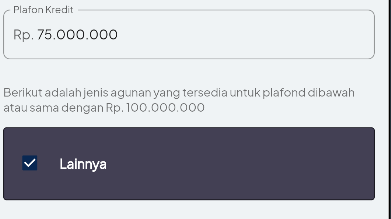 Plafon Kredit
Rp. 75.000.000
Berikut adalah jenis agunan yang tersedia untuk plafond dibawah
atau sama dengan Rp. 100.000.000
Lainnya